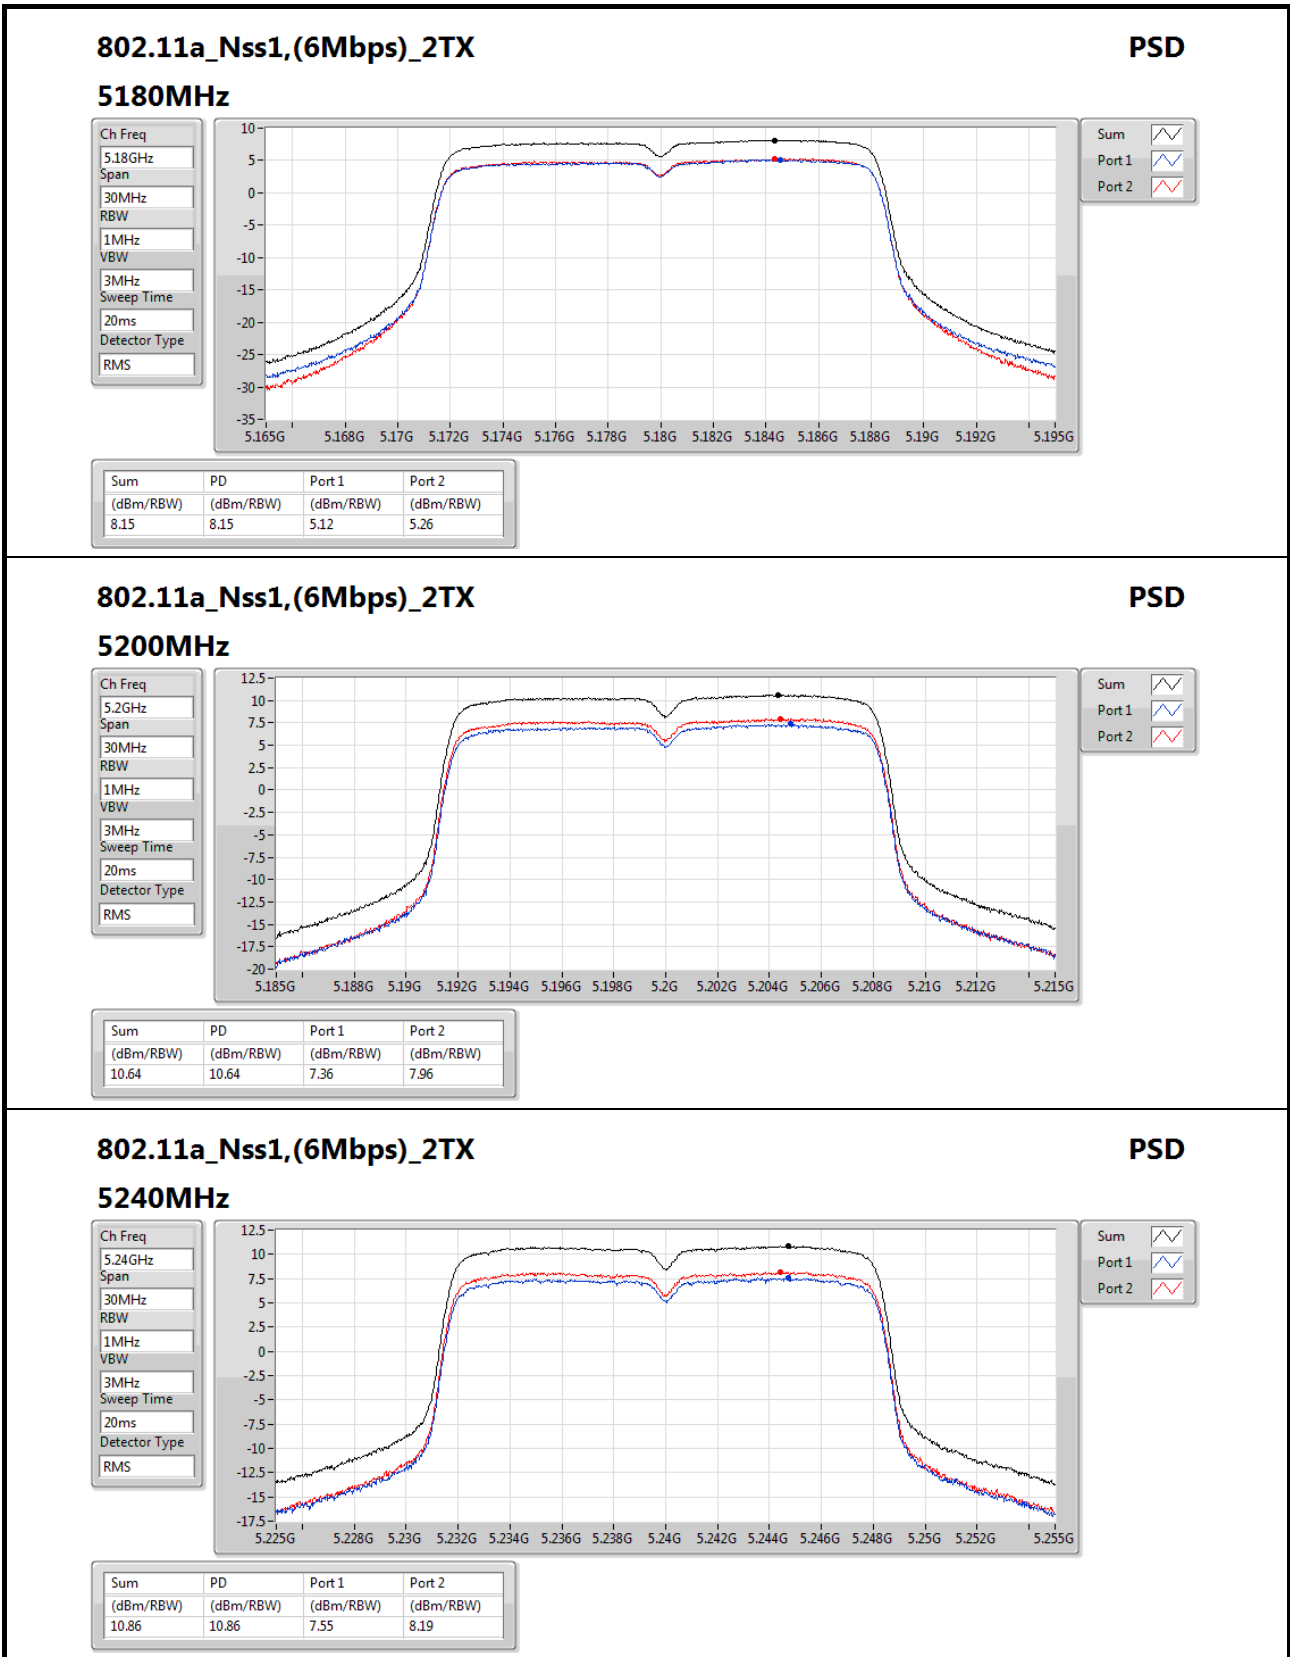 802.11a_Nss1,(6Mbps)_2TX PSD
5180MHz
Ch Freq
5.18GHz
Span
30MHz
RBW
1MHz
VBW
3MHz
Sweep Time
20ms
Detector Type
RMS
10
5
0
-5
-10
-15
-20
-25
-30
-35
5.165G 5.168G 5.17G 5.172G 5.174G 5.176G 5.178G 5.18G 5.182G 5.184G 5.186G 5.188G 5.19G 5.192G 5.195G
Sum
Port 1
Port 2
Sum PD Port 1 Port 2
(dBm/RBW) (dBm/RBW) (dBm/RBW) (dBm/RBW)
8.15 8.15 5.12 5.26
802.11a_Nss1,(6Mbps)_2TX PSD
5200MHz
Ch Freq
5.2GHz
Span
30MHz
RBW
1MHz
VBW
3MHz
Sweep Time
20ms
Detector Type
RMS
12.5
10
7.5
5
2.5
0
-2.5
-5
-7.5
-10
-12.5
-15
-17.5
-20
5.185G 5.188G 5.19G 5.192G 5.194G 5.196G 5.198G 5.2G 5.202G 5.204G 5.206G 5.208G 5.21G 5.212G 5.215G
Sum
Port 1
Port 2
Sum PD Port 1 Port 2
(dBm/RBW) (dBm/RBW) (dBm/RBW) (dBm/RBW)
10.64 10.64 7.36 7.96
802.11a_Nss1,(6Mbps)_2TX PSD
5240MHz
Ch Freq
5.24GHz
Span
30MHz
RBW
1MHz
VBW
3MHz
Sweep Time
20ms
Detector Type
RMS
12.5
10
7.5
5
2.5
0
-2.5
-5
-7.5
-10
-12.5
-15
-17.5
5.225G 5.228G 5.23G 5.232G 5.234G 5.236G 5.238G 5.24G 5.242G 5.244G 5.246G 5.248G 5.25G 5.252G 5.255G
Sum
Port 1
Port 2
Sum PD Port 1 Port 2
(dBm/RBW) (dBm/RBW) (dBm/RBW) (dBm/RBW)
10.86 10.86 7.55 8.19